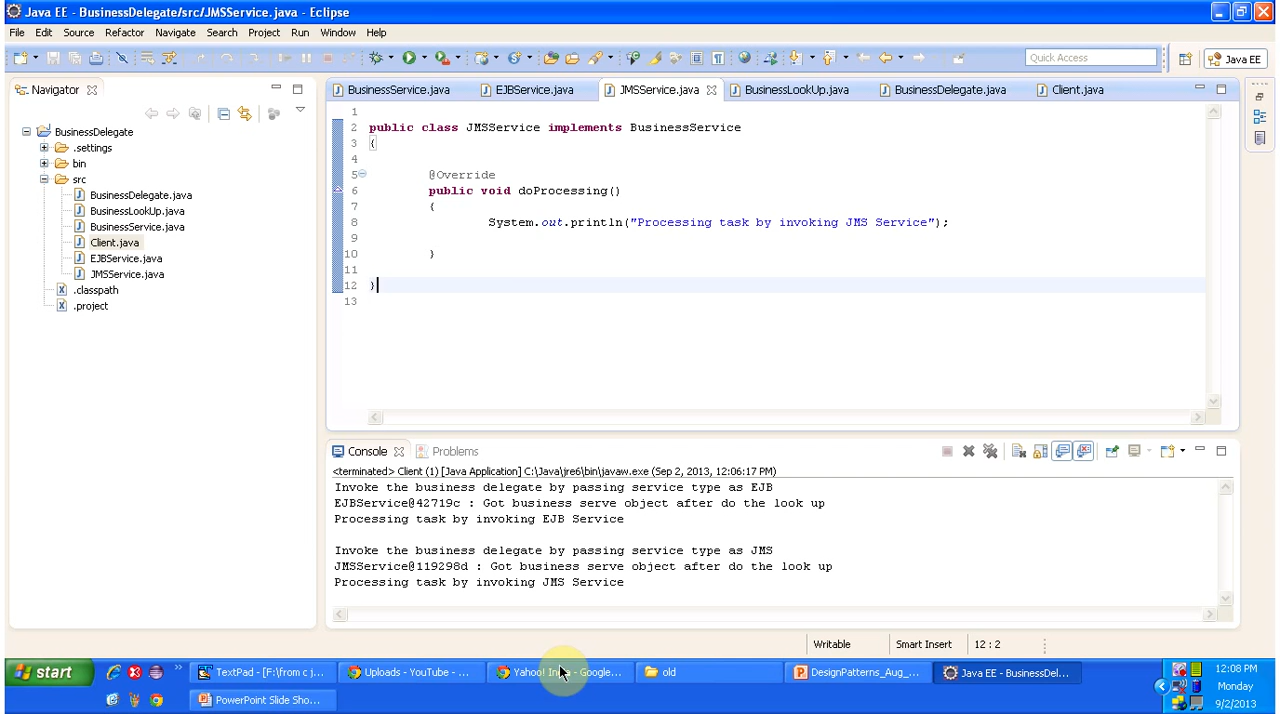 Java EE - BusinessDelegate/src/JMSService.java - Eclipse
File Edit Source Refactor Navigate Search Project Run Window Help
Quick Access
Java EE
Navigator
BusinessDelegate
.settings
bin
src
BusinessDelegate.java
BusinessLookUp.java
BusinessService.java
Client.java
EJBService.java
JMSService.java
.classpath
.project
BusinessService.java EJBService.java JMSService.java BusinessLookUp.java BusinessDelegate.java Client.java
1
2 public class JMSService implements BusinessService
3 {
4
5 @Override
6 public void doProcessing()
7 {
8 System.out.println("Processing task by invoking JMS Service");
9
10 }
11
12 }
13
Console Problems
<terminated> Client (1) [Java Application] C:\Java\jre6\bin\javaw.exe (Sep 2, 2013, 12:06:17 PM)
Invoke the business delegate by passing service type as EJB
EJBService@42719c : Got business serve object after do the look up
Processing task by invoking EJB Service
Invoke the business delegate by passing service type as JMS
JMSService@119298d : Got business serve object after do the look up
Processing task by invoking JMS Service
Writable Smart Insert 12 : 2
start
TextPad - [F:\from c j...
Uploads - YouTube - ...
Yahoo! In - Google...
old
DesignPatterns_Aug_...
Java EE - BusinessDel...
PowerPoint Slide Sho...
12:08 PM
Monday
9/2/2013